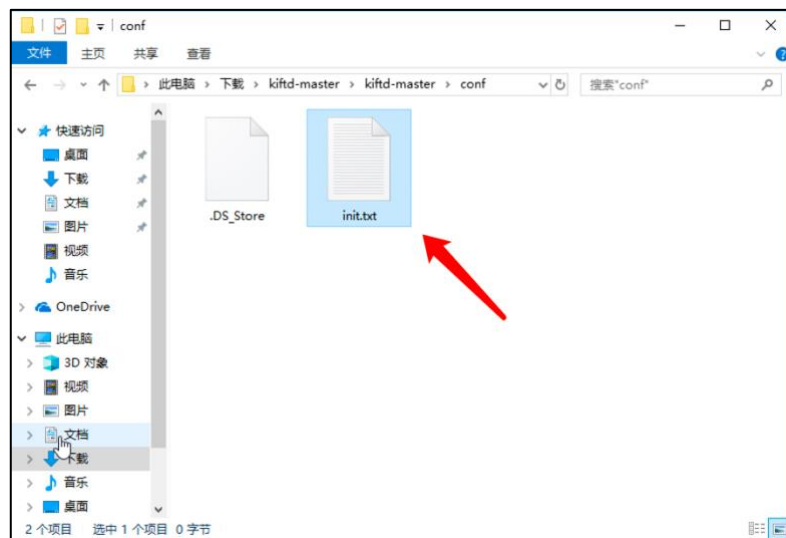 conf
文件 主页 共享 查看
此电脑 > 下载 > kiftd-master > kiftd-master > conf 搜索"conf"
快速访问
桌面
下载
文档
图片
视频
音乐
OneDrive
此电脑
3D 对象
视频
图片
文档
下载
音乐
桌面
.DS_Store
init.txt
2 个项目 选中 1 个项目 0 字节